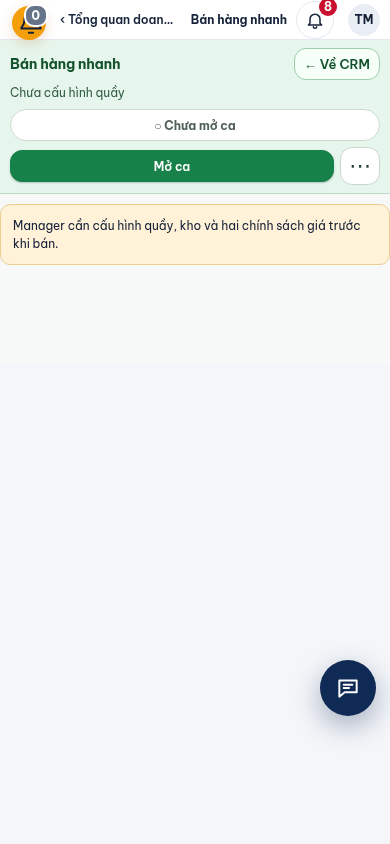 0
‹ Tổng quan doan...
Bán hàng nhanh
8
TM
Bán hàng nhanh
← Về CRM
Chưa cấu hình quầy
○ Chưa mở ca
Mở ca
···
Manager cần cấu hình quầy, kho và hai chính sách giá trước
khi bán.